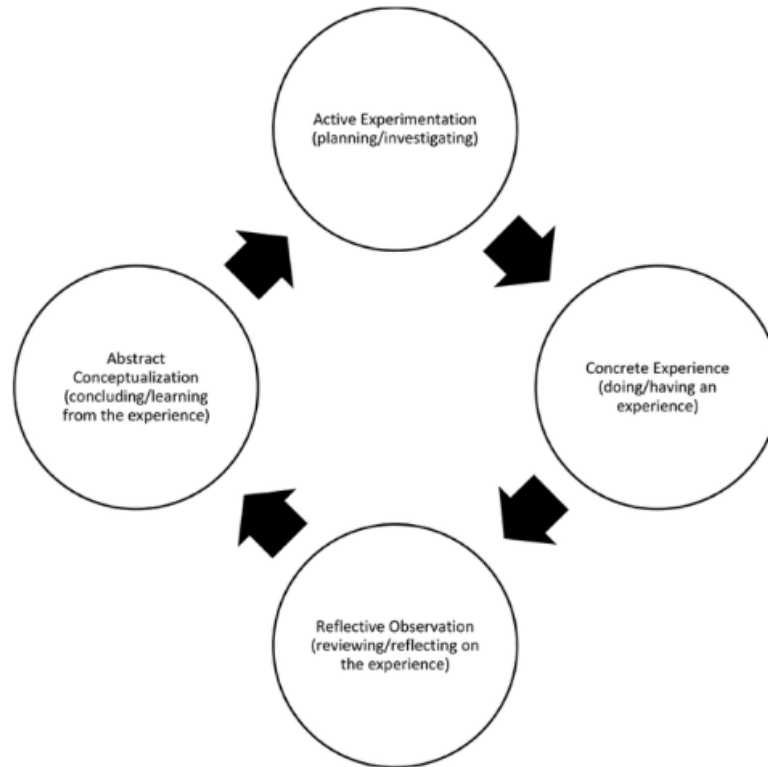 Active Experimentation
(planning/investigating)
Concrete Experience
(doing/having an
experience)
Reflective Observation
(reviewing/reflecting on
the experience)
Abstract
Conceptualization
(concluding/learning
from the experience)